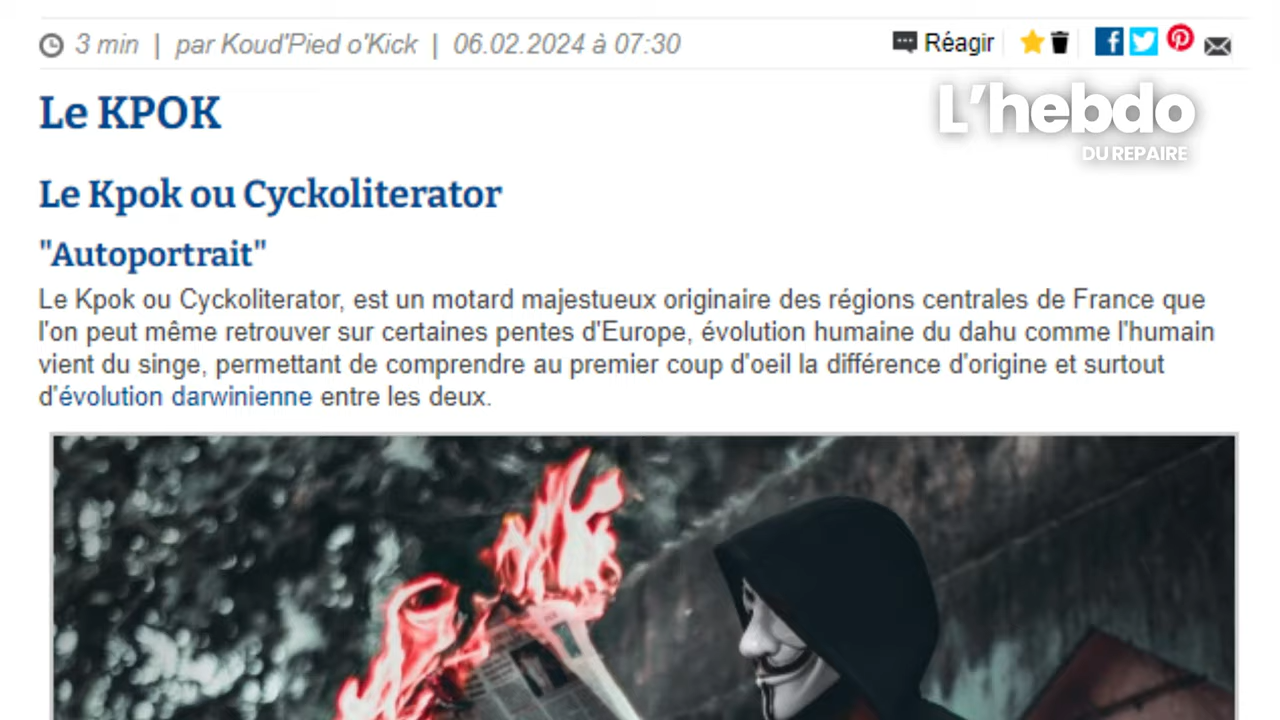 3 min | par Koud'Pied o'Kick | 06.02.2024 à 07:30 Réagir
Le KPOK
L'hebdo
DU REPAIRE
Le Kpok ou Cyckoliterator
"Autoportrait"
Le Kpok ou Cyckoliterator, est un motard majestueux originaire des régions centrales de France que
l'on peut même retrouver sur certaines pentes d'Europe, évolution humaine du dahu comme l'humain
vient du singe, permettant de comprendre au premier coup d'oeil la différence d'origine et surtout
d'évolution darwinienne entre les deux.